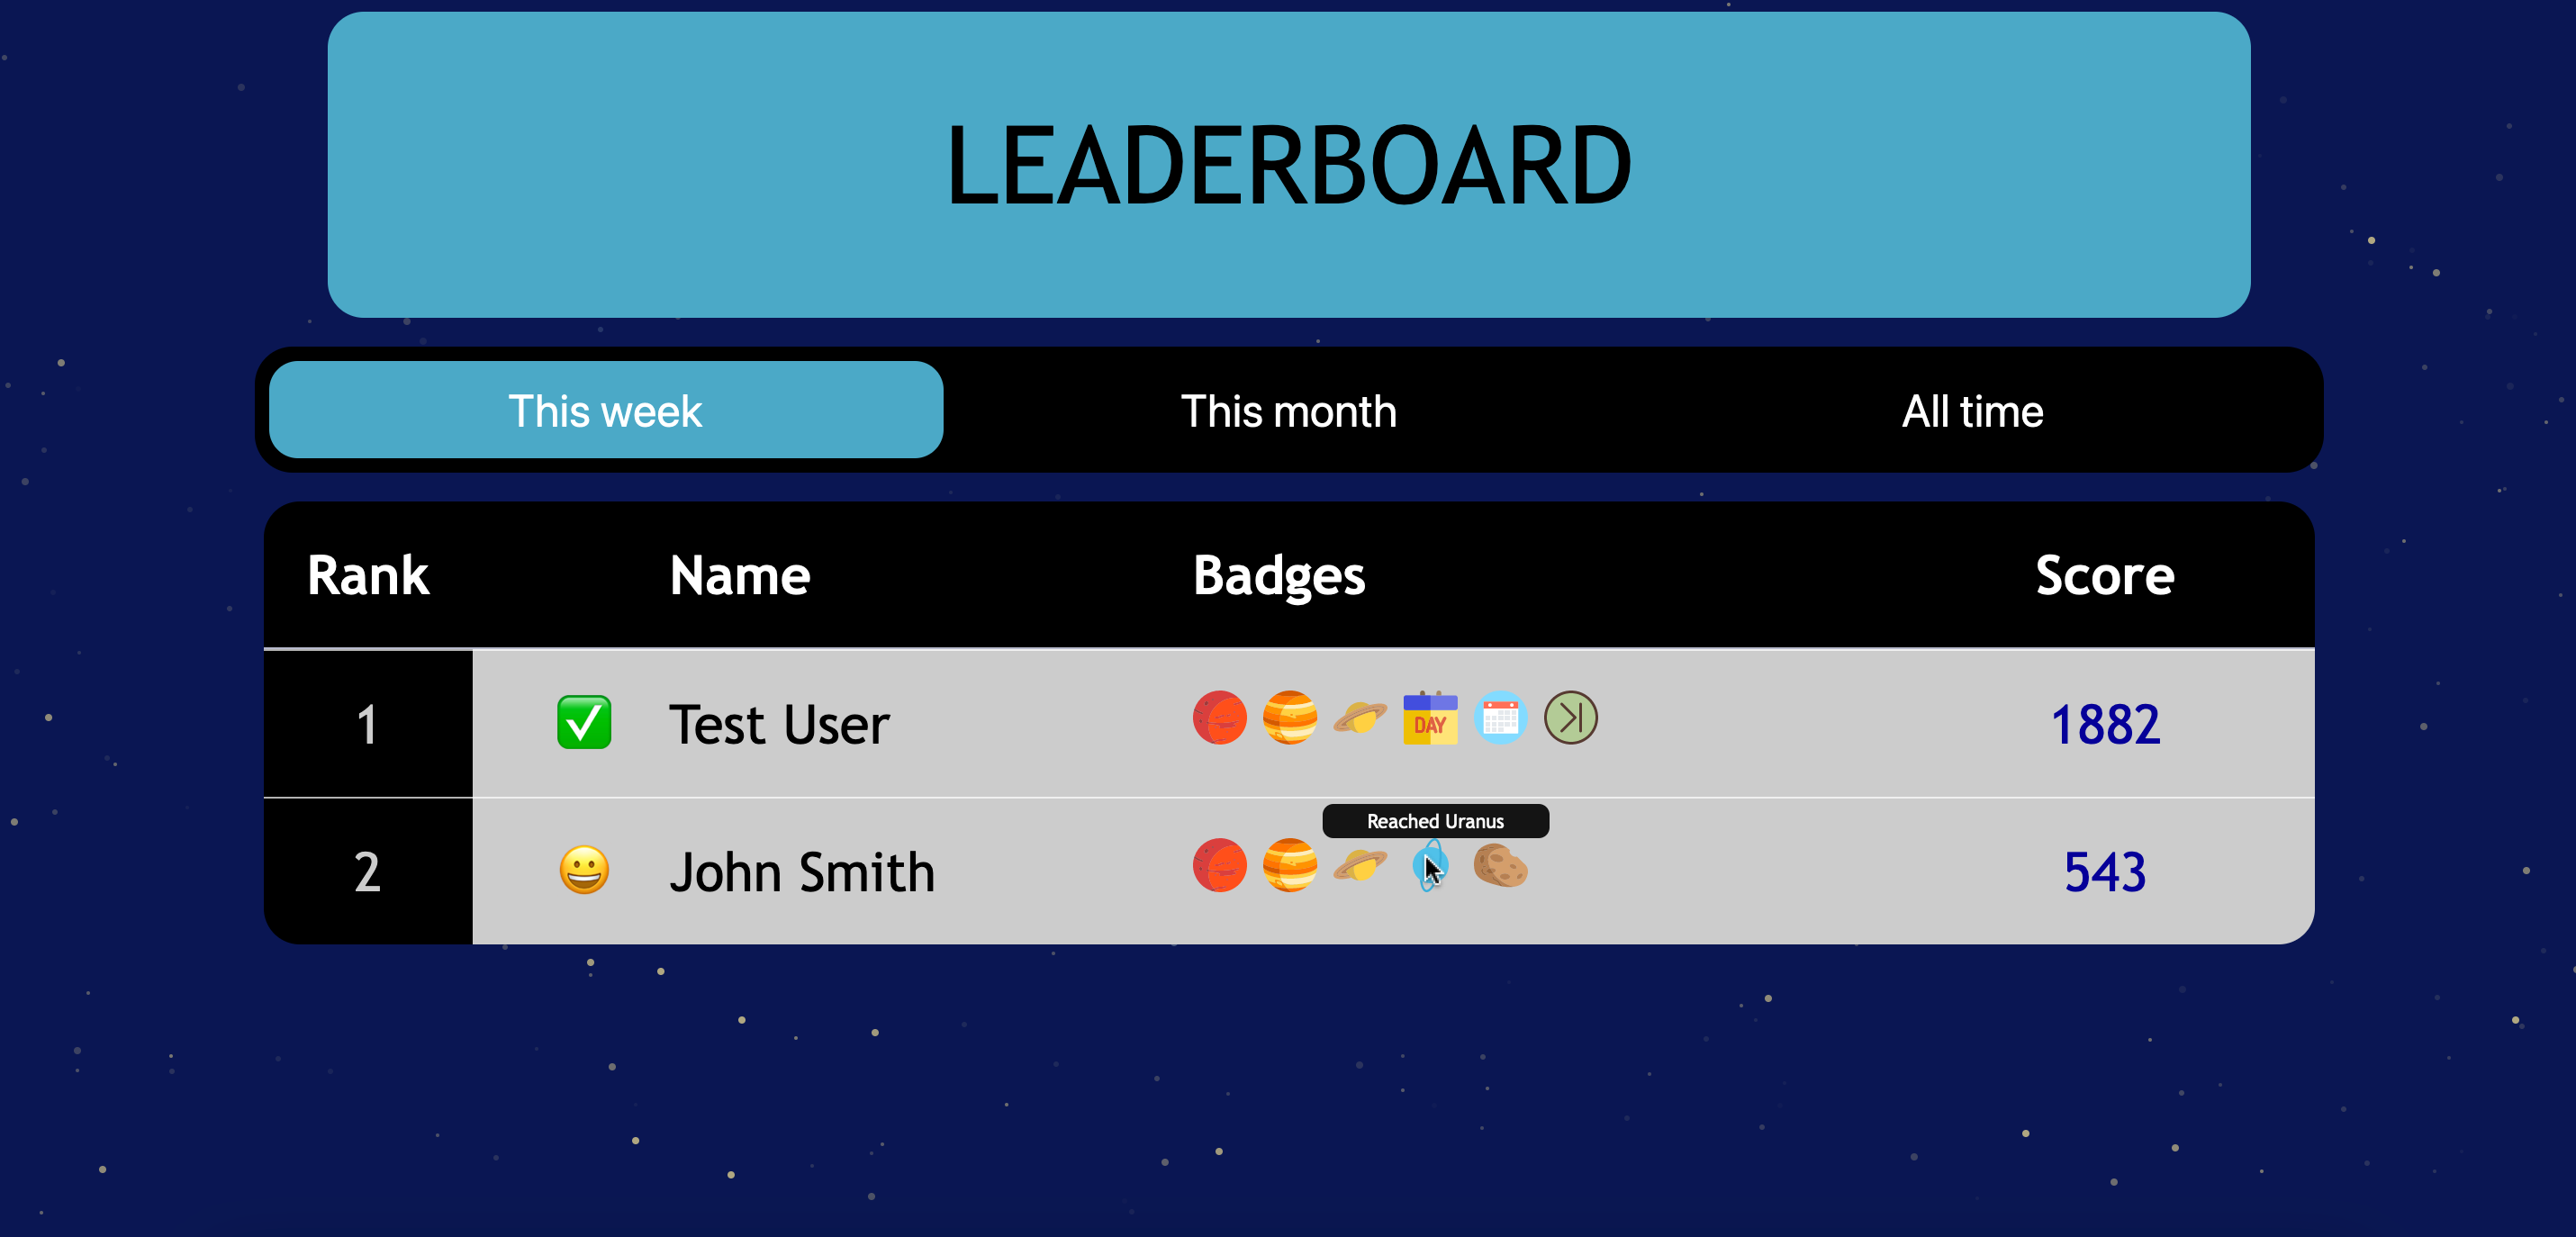 LEADERBOARD
This week This month All time
Rank Name Badges Score
1 Test User DAY 1882
Reached Uranus
2 John Smith 543